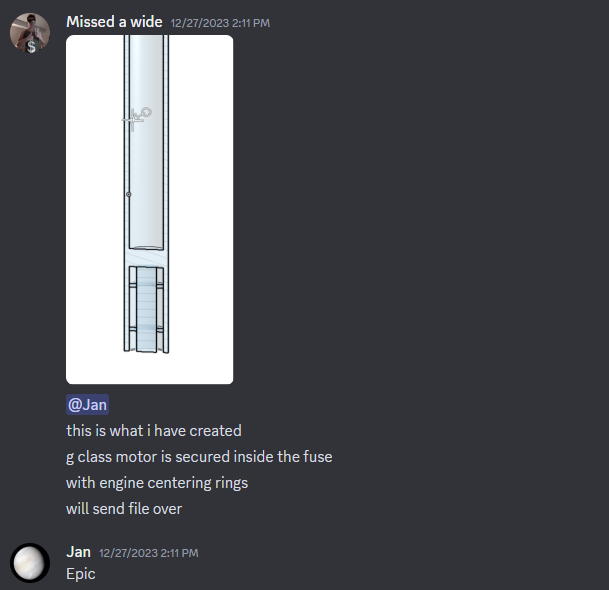 Missed a wide 12/27/2023 2:11 PM
@Jan
this is what i have created
g class motor is secured inside the fuse
with engine centering rings
will send file over
Jan 12/27/2023 2:11 PM
Epic